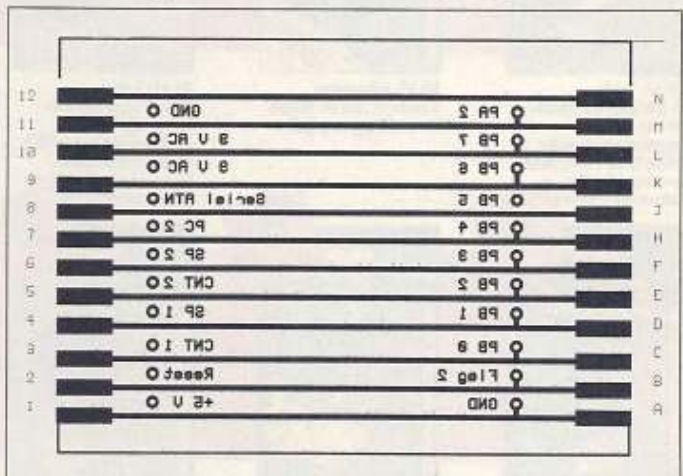 12 N
GND PA 2
11 M
9 V AC PB 7
10 L
9 V AC PB 6
9 K
Serial ATN PB 5
8 J
PC 2 PB 4
7 H
SP 2 PB 3
6 F
CNT 2 PB 2
5 E
SP 1 PB 1
4 D
CNT 1 PB 0
3 C
Reset Flag 2
2 B
+5 V GND
1 A